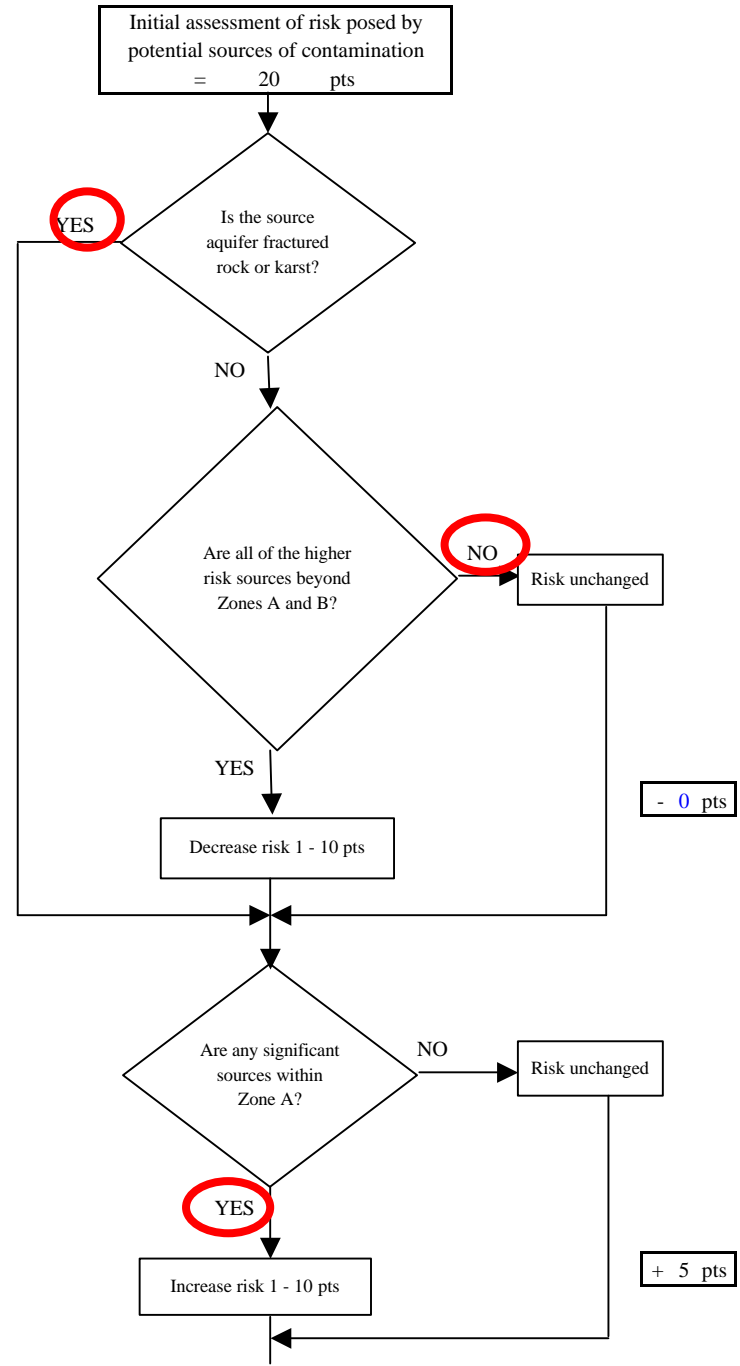 Initial assessment of risk posed by
potential sources of contamination
= 20 pts
YES
Is the source
aquifer fractured
rock or karst?
NO
Are all of the higher
risk sources beyond
Zones A and B?
NO
Risk unchanged
YES
- 0 pts
Decrease risk 1 - 10 pts
Are any significant
sources within
Zone A?
NO
Risk unchanged
YES
Increase risk 1 - 10 pts
+ 5 pts